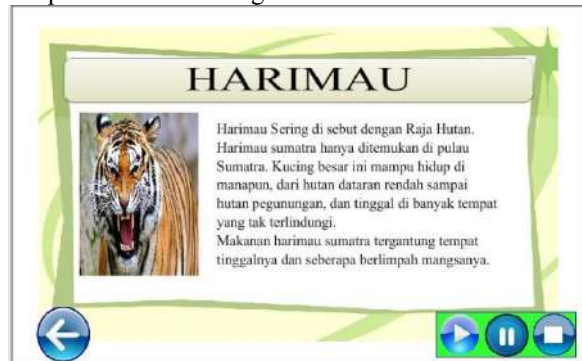 HARIMAU
Harimau Sering di sebut dengan Raja Hutan.
Harimau sumatra hanya ditemukan di pulau
Sumatra. Kucing besar ini mampu hidup di
manapun, dari hutan dataran rendah sampai
hutan pegunungan, dan tinggal di banyak tempat
yang tak terlindungi.
Makanan harimau sumatra tergantung tempat
tinggalnya dan seberapa berlimpah mangsanya.